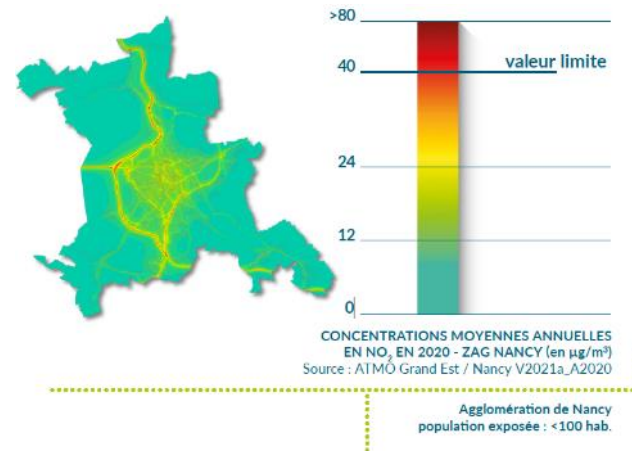 >80
valeur limite
40
24
12
0
CONCENTRATIONS MOYENNES ANNUELLES
EN NO₂ EN 2020 - ZAG NANCY (en µg/m³)
Source : ATMO Grand Est / Nancy V2021a_A2020
Agglomération de Nancy
population exposée : <100 hab.